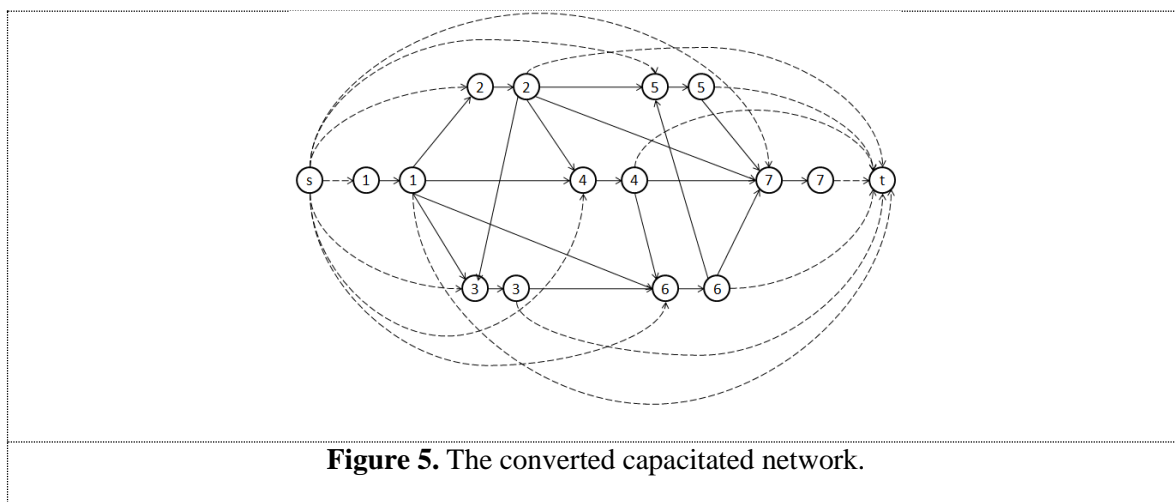 2 2 5 5
s 1 1 4 4 7 7 t
3 3 6 6
Figure 5. The converted capacitated network.